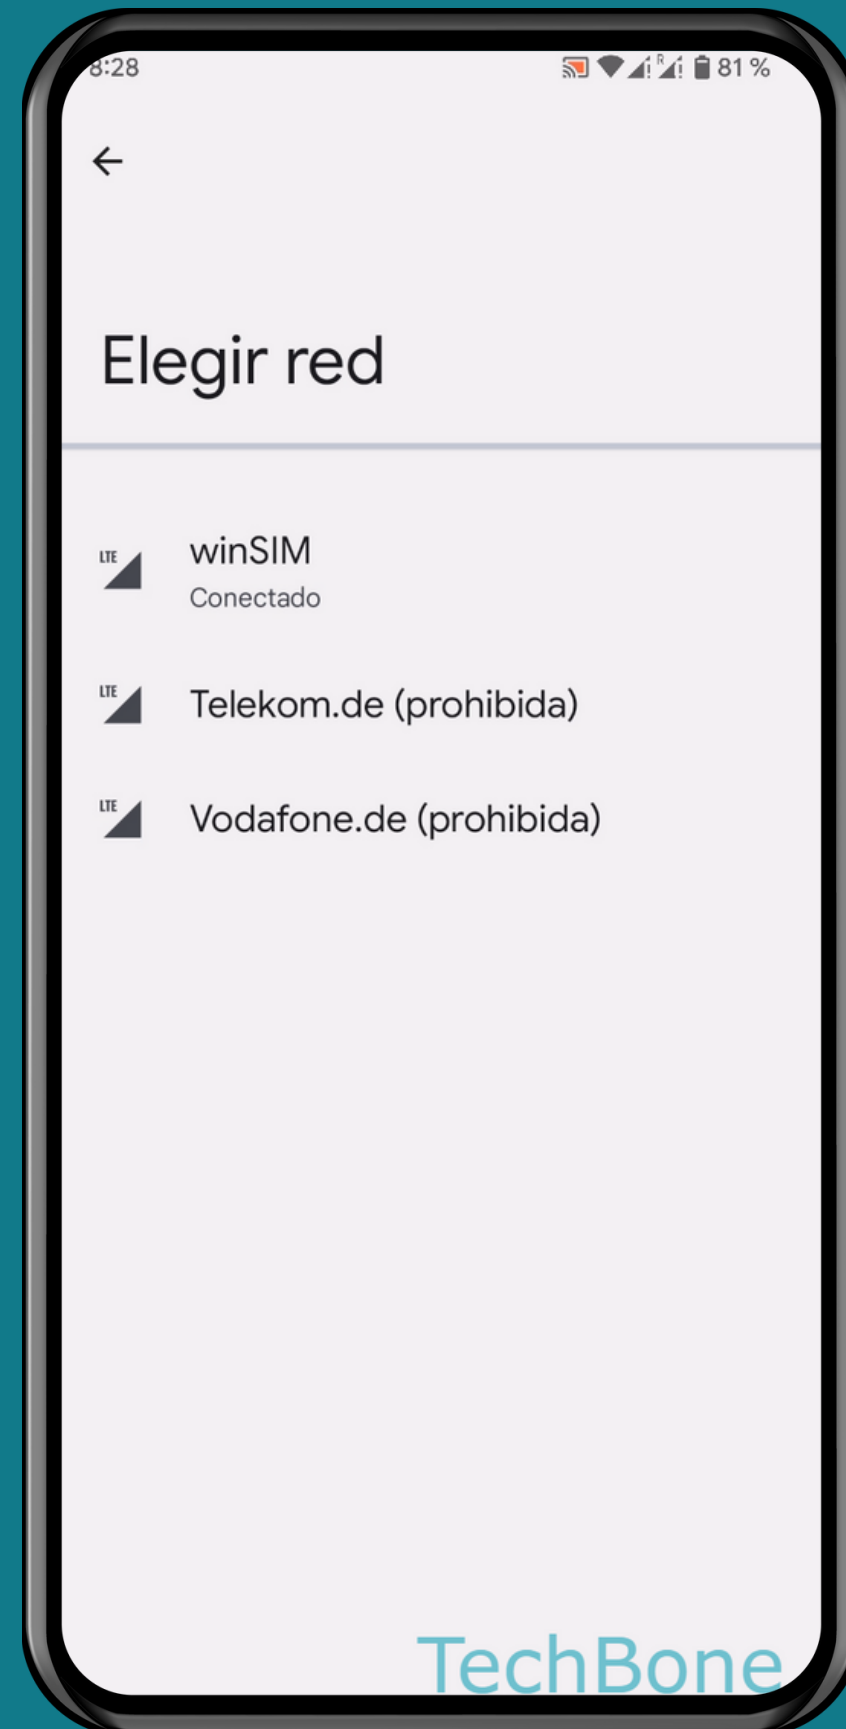 8:28 R 81 %
Elegir red
LTE winSIM
Conectado
LTE Telekom.de (prohibida)
LTE Vodafone.de (prohibida)
TechBone